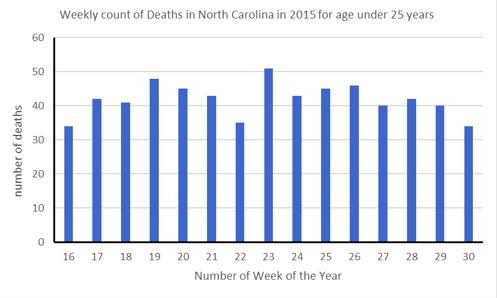 Weekly count of Deaths in North Carolina in 2015 for age under 25 years
number of deaths
60
50
40
30
20
10
0
16 17 18 19 20 21 22 23 24 25 26 27 28 29 30
Number of Week of the Year